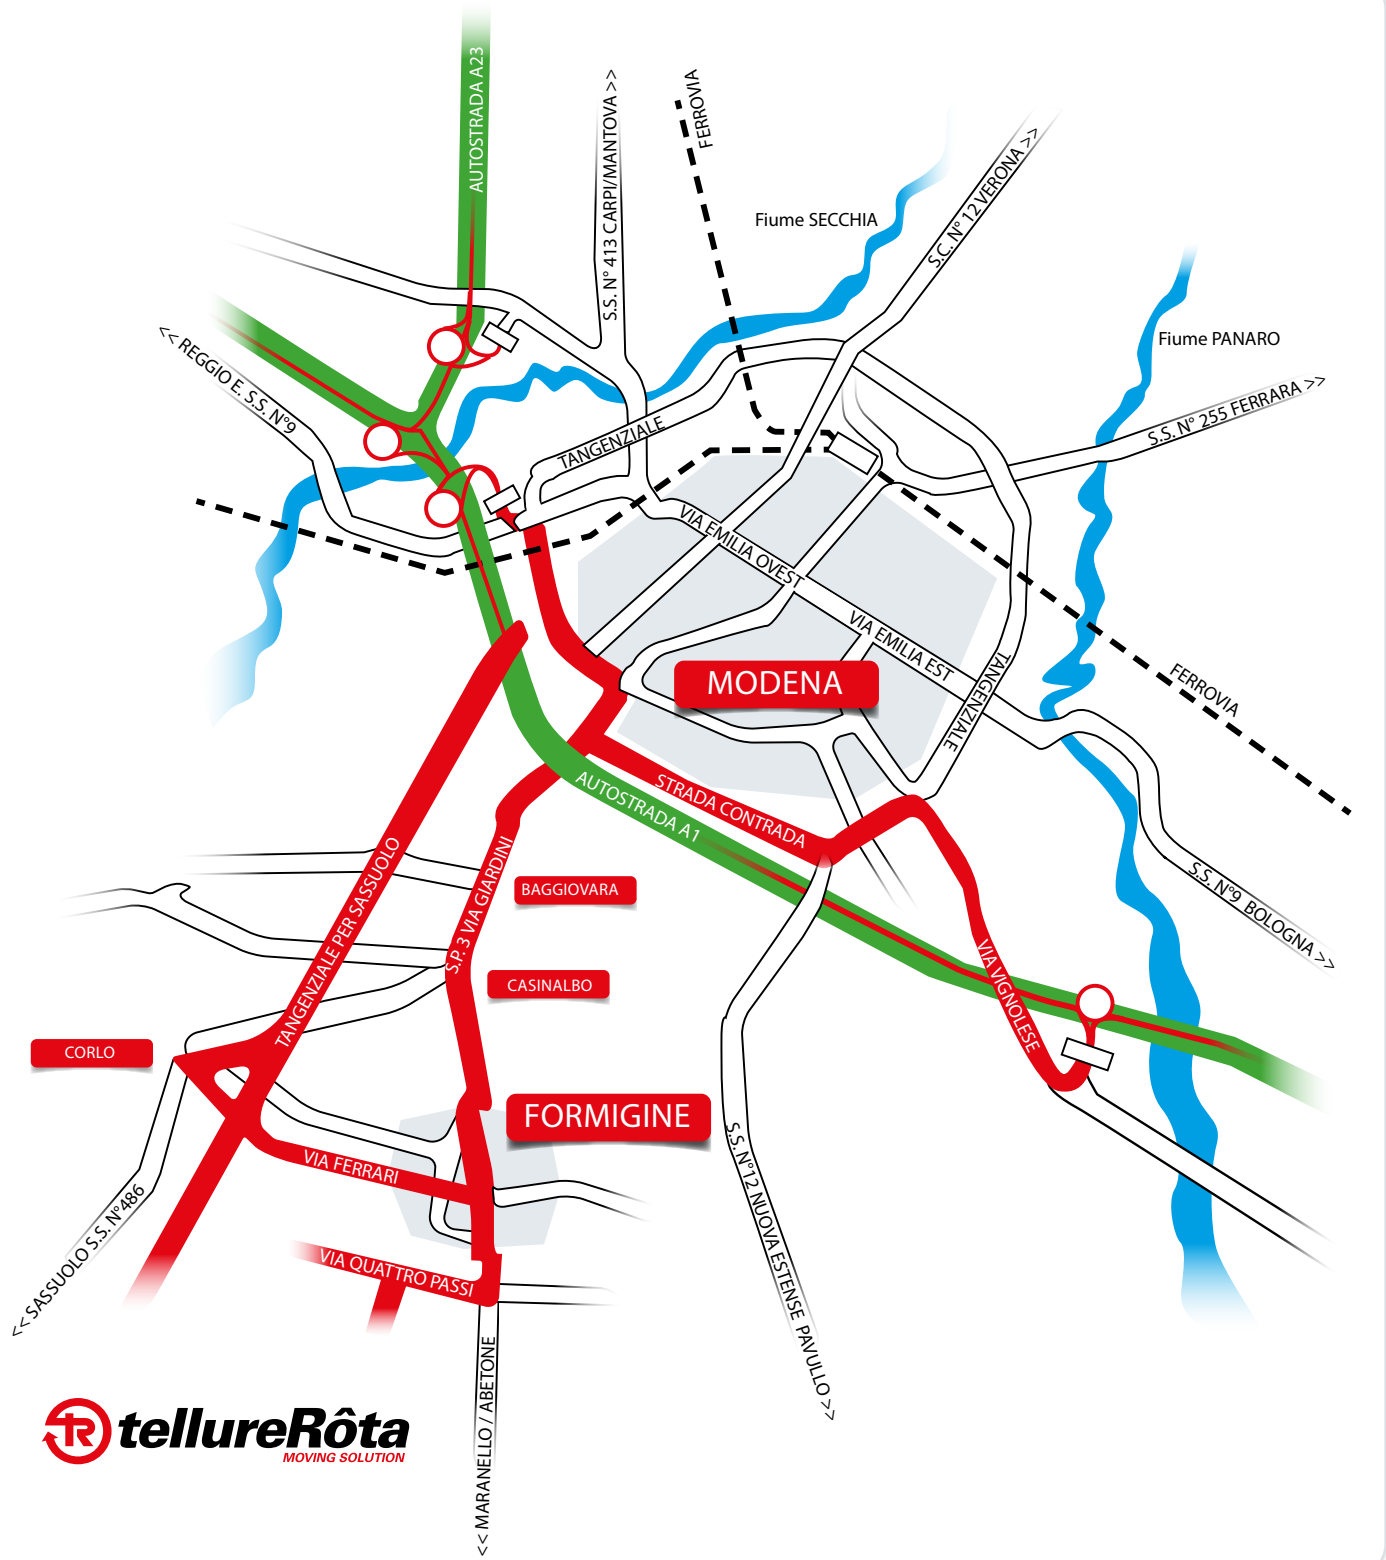 AUTOSTRADA A23
S.S. N° 413 CARPI/MANTOVA >>
FERROVIA
Fiume SECCHIA
S.C. N° 12 VERONA >>
Fiume PANARO
<< REGGIO E. S.S. N°9
S.S. N° 255 FERRARA >>
TANGENZIALE
VIA EMILIA OVEST
VIA EMILIA EST
MODENA
TANGENZIALE
FERROVIA
STRADA CONTRADA
AUTOSTRADA A1
TANGENZIALE PER SASSUOLO
S.P. 3 VIA GIARDINI
BAGGIOVARA
S.S. N°9 BOLOGNA >>
CASINALBO
VIA VIGNOLESE
CORLO
FORMIGINE
VIA FERRARI
<< SASSUOLO S.S. N°486
S.S. N°12 NUOVA ESTENSE PAVULLO >>
VIA QUATTRO PASSI
<< MARANELLO / ABETONE
TR
tellureRôta
MOVING SOLUTION